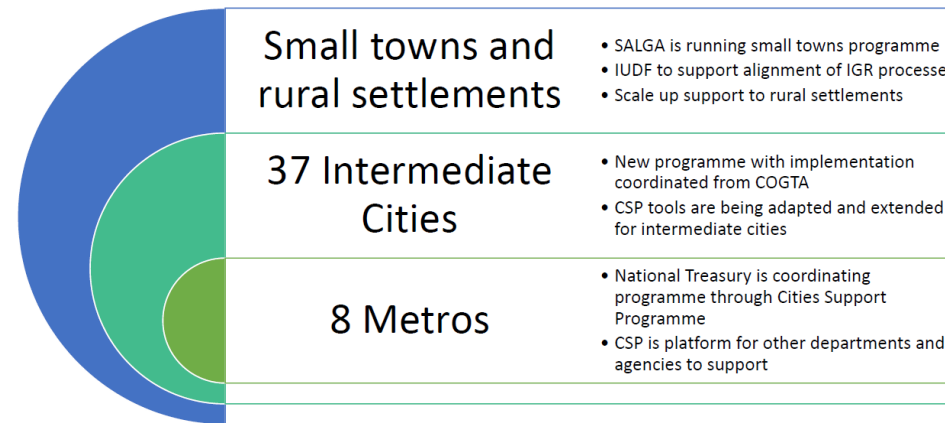 Small towns and
rural settlements
• SALGA is running small towns programme
• IUDF to support alignment of IGR processe
• Scale up support to rural settlements
37 Intermediate
Cities
• New programme with implementation
coordinated from COGTA
• CSP tools are being adapted and extended
for intermediate cities
8 Metros
• National Treasury is coordinating
programme through Cities Support
Programme
• CSP is platform for other departments and
agencies to support